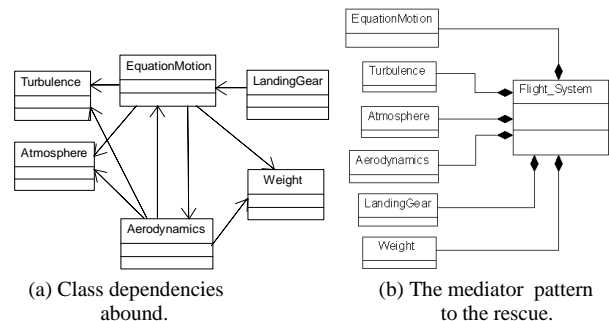 EquationMotion
Turbulence
LandingGear
Atmosphere
Weight
Aerodynamics
(a) Class dependencies
abound.
EquationMotion
Turbulence
Flight_System
Atmosphere
Aerodynamics
LandingGear
Weight
(b) The mediator pattern
to the rescue.